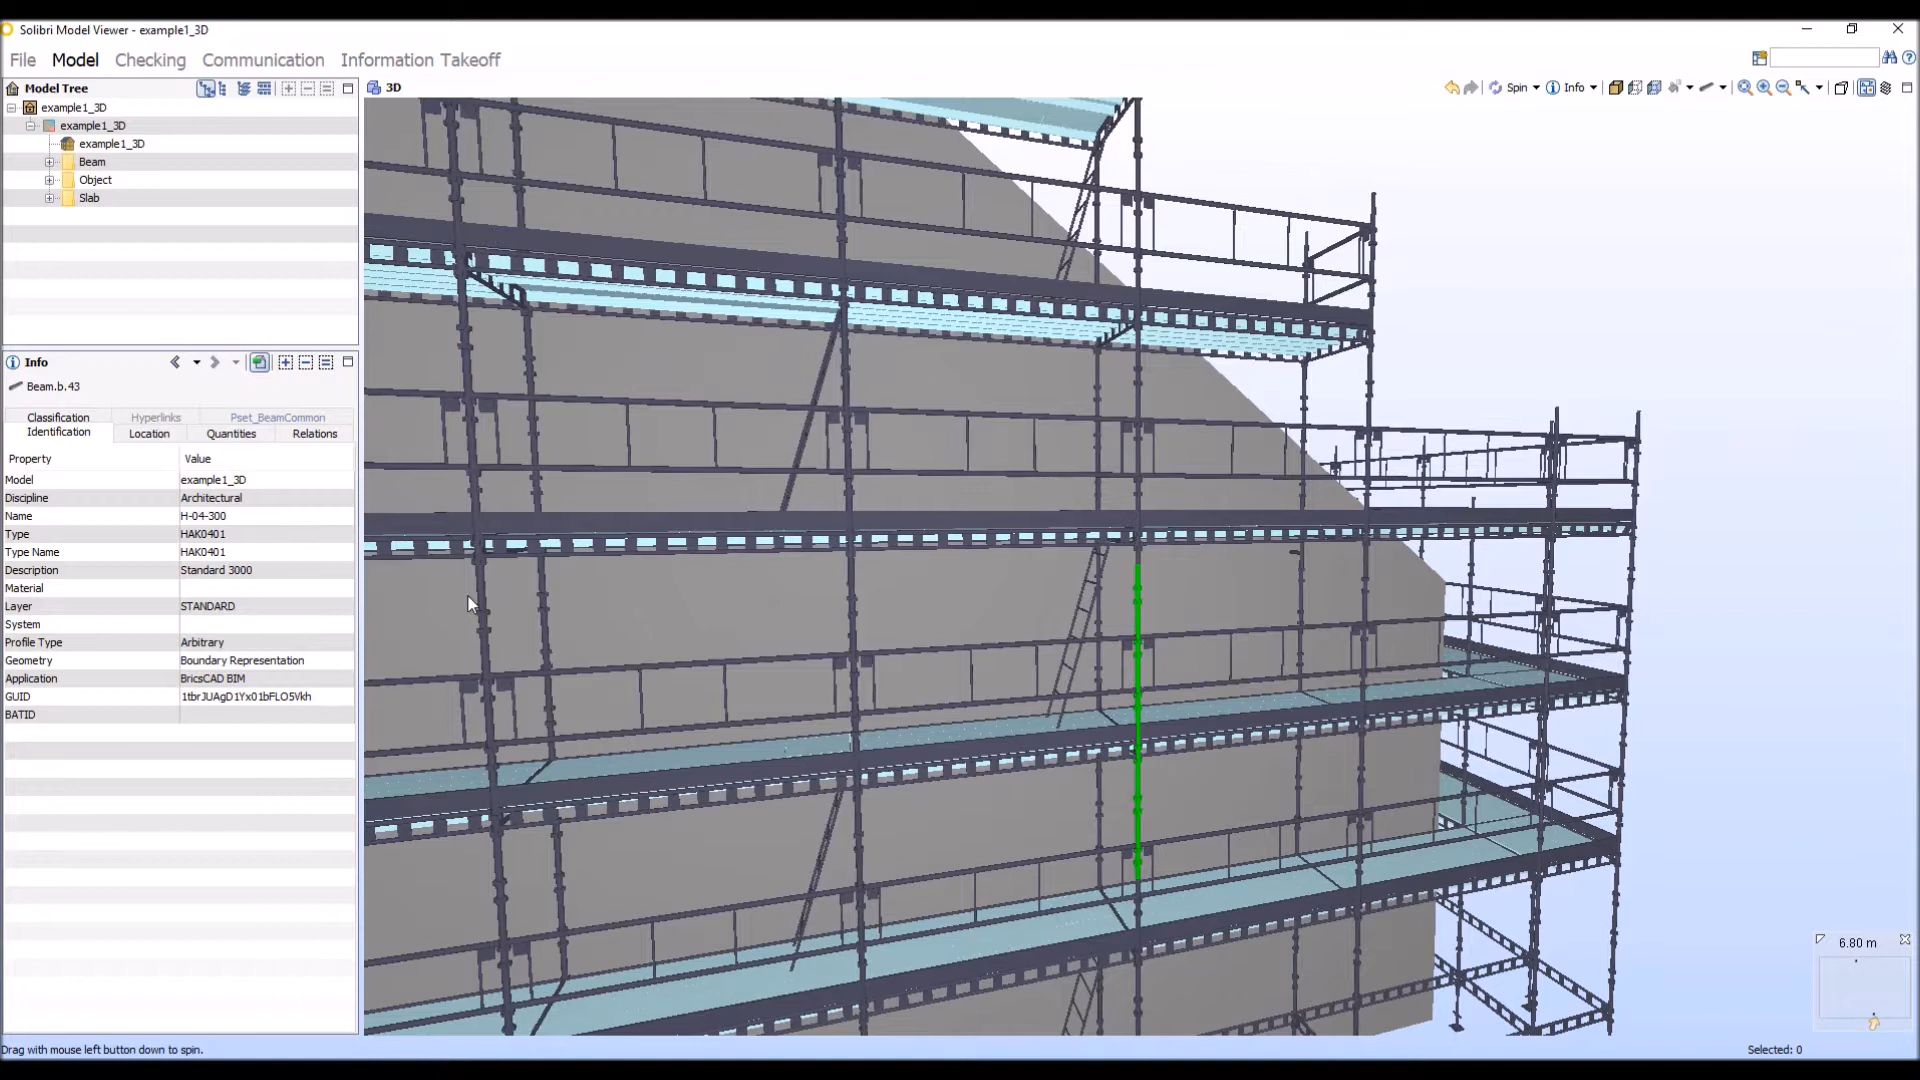 Solibri Model Viewer - example1_3D
File Model Checking Communication Information Takeoff
Model Tree
3D
Spin Info
example1_3D
example1_3D
example1_3D
Beam
Object
Slab
Info
Beam.b.43
Classification Hyperlinks Pset_BeamCommon
Identification Location Quantities Relations
Property Value
Model example1_3D
Discipline Architectural
Name H-04-300
Type HAK0401
Type Name HAK0401
Description Standard 3000
Material
Layer STANDARD
System
Profile Type Arbitrary
Geometry Boundary Representation
Application BricsCAD BIM
GUID 1tbrJUAgD1Yx01bFLO5Vkh
BATID
6.80 m
Drag with mouse left button down to spin.
Selected: 0